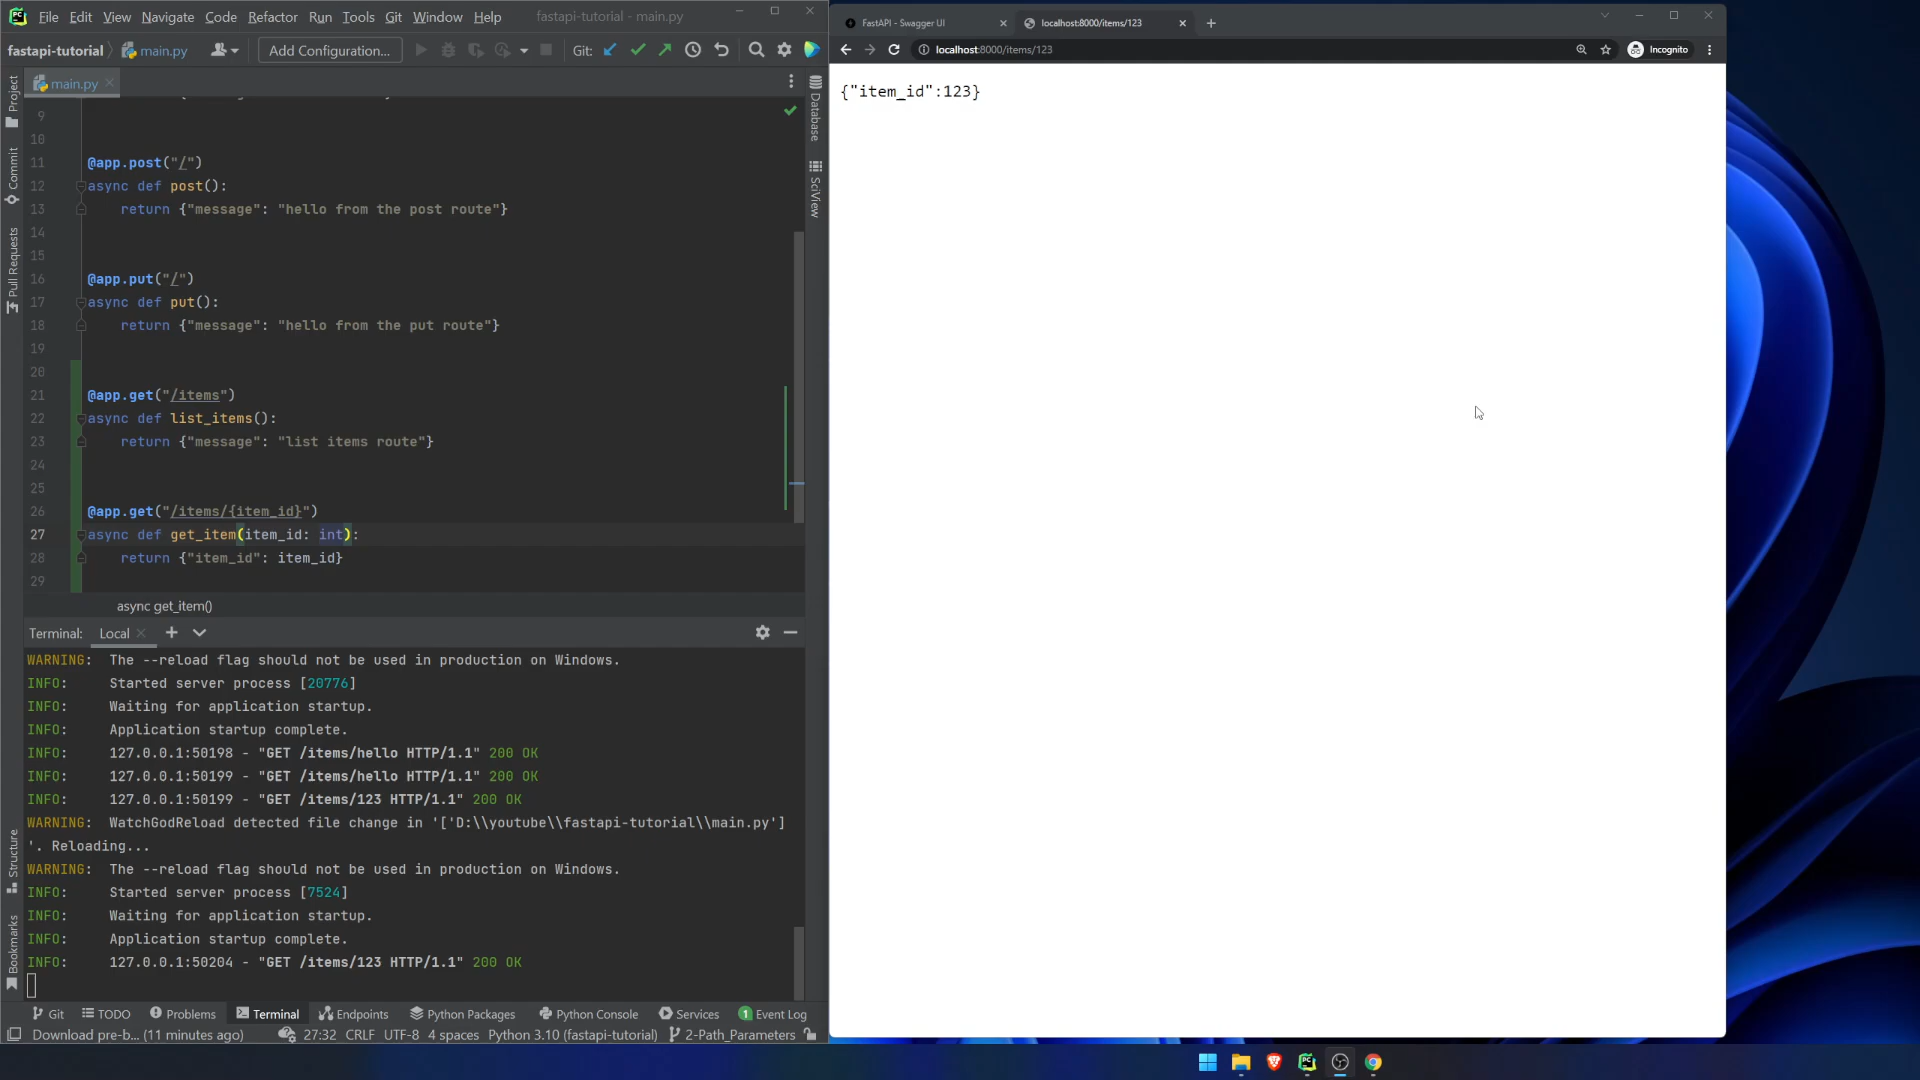 File Edit View Navigate Code Refactor Run Tools Git Window Help fastapi-tutorial - main.py
fastapi-tutorial main.py Add Configuration... Git:
main.py
Project
Commit
Pull Requests
Structure
Bookmarks
Database
SciView
9
10
11 @app.post("/")
12 async def post():
13 return {"message": "hello from the post route"}
14
15
16 @app.put("/")
17 async def put():
18 return {"message": "hello from the put route"}
19
20
21 @app.get("/items")
22 async def list_items():
23 return {"message": "list items route"}
24
25
26 @app.get("/items/{item_id}")
27 async def get_item(item_id: int):
28 return {"item_id": item_id}
29
async get_item()
Terminal: Local
WARNING: The --reload flag should not be used in production on Windows.
INFO: Started server process [20776]
INFO: Waiting for application startup.
INFO: Application startup complete.
INFO: 127.0.0.1:50198 - "GET /items/hello HTTP/1.1" 200 OK
INFO: 127.0.0.1:50199 - "GET /items/hello HTTP/1.1" 200 OK
INFO: 127.0.0.1:50199 - "GET /items/123 HTTP/1.1" 200 OK
WARNING: WatchGodReload detected file change in '['D:\\youtube\\fastapi-tutorial\\main.py']
'. Reloading...
WARNING: The --reload flag should not be used in production on Windows.
INFO: Started server process [7524]
INFO: Waiting for application startup.
INFO: Application startup complete.
INFO: 127.0.0.1:50204 - "GET /items/123 HTTP/1.1" 200 OK
Git TODO Problems Terminal Endpoints Python Packages Python Console Services 1 Event Log
Download pre-b... (11 minutes ago) 27:32 CRLF UTF-8 4 spaces Python 3.10 (fastapi-tutorial) 2-Path_Parameters
FastAPI - Swagger UI localhost:8000/items/123
localhost:8000/items/123 Incognito
{"item_id":123}